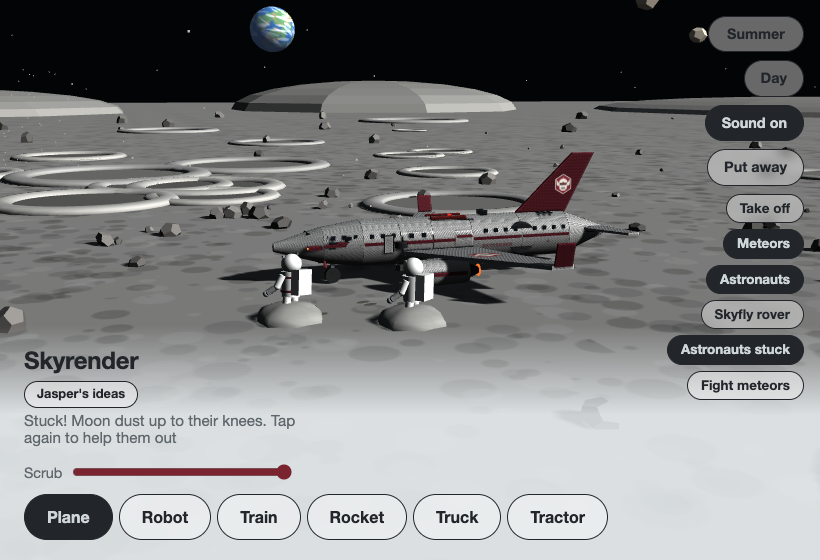 Summer
Day
Sound on
Put away
Take off
Meteors
Astronauts
Skyfly rover
Astronauts stuck
Fight meteors
Skyrender
Jasper's ideas
Stuck! Moon dust up to their knees. Tap
again to help them out
Scrub
Plane
Robot
Train
Rocket
Truck
Tractor